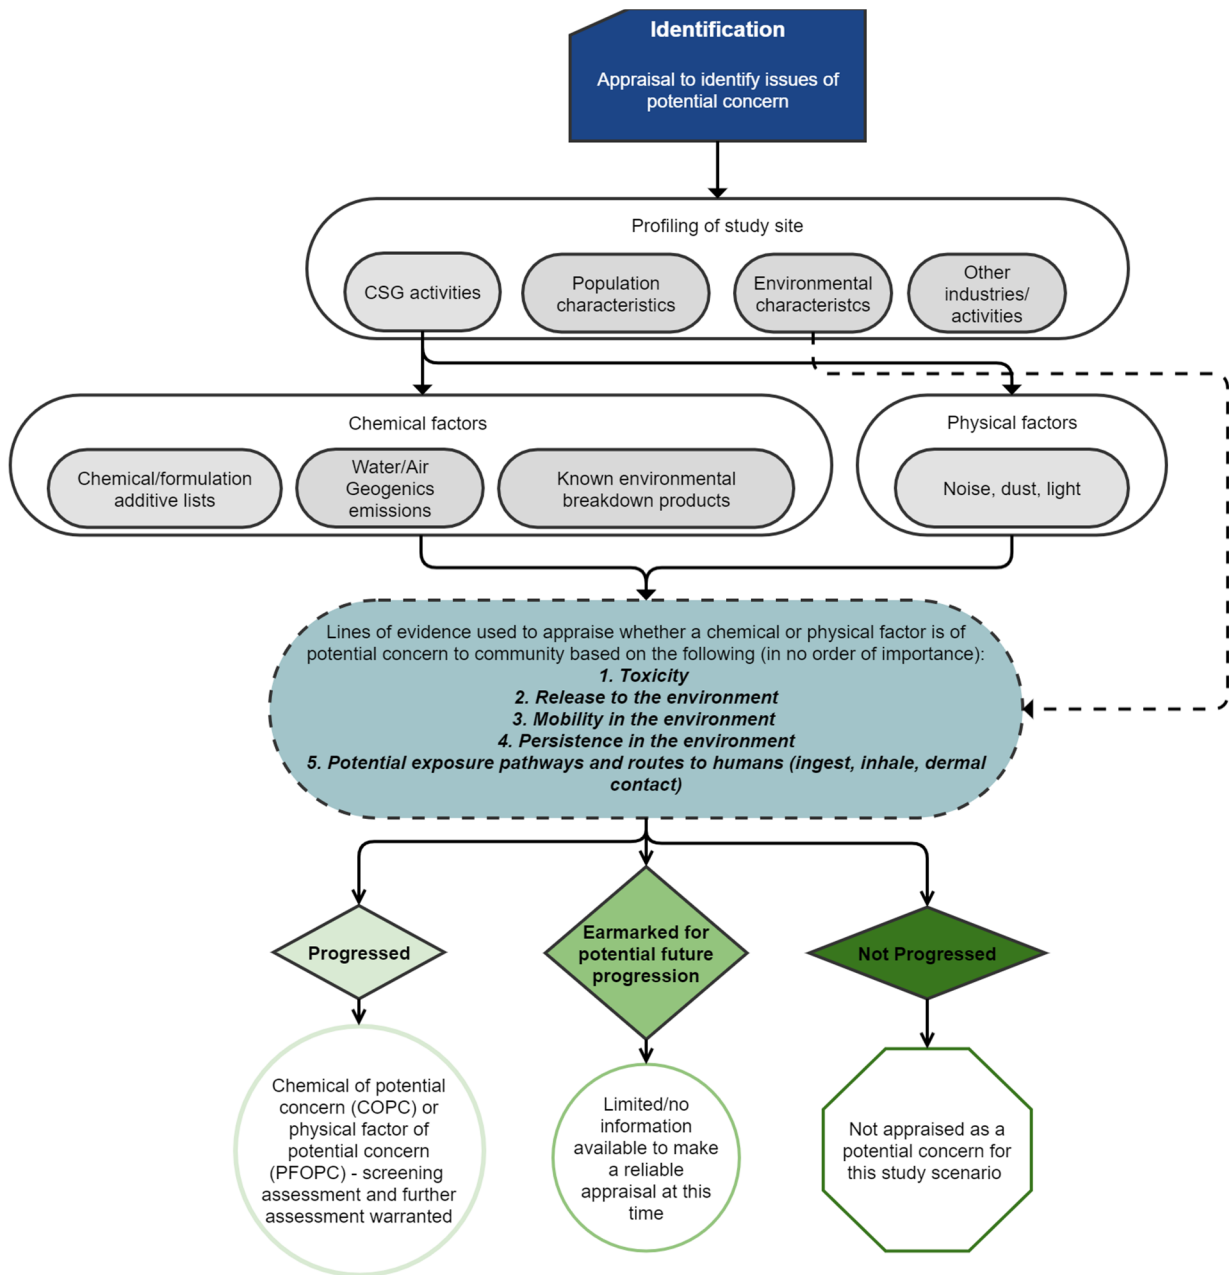 Identification
Appraisal to identify issues of
potential concern
Profiling of study site
CSG activities
Population
characteristics
Environmental
characteristcs
Other
industries/
activities
Chemical factors
Chemical/formulation
additive lists
Water/Air
Geogenics
emissions
Known environmental
breakdown products
Physical factors
Noise, dust, light
Lines of evidence used to appraise whether a chemical or physical factor is of
potential concern to community based on the following (in no order of importance):
1. Toxicity
2. Release to the environment
3. Mobility in the environment
4. Persistence in the environment
5. Potential exposure pathways and routes to humans (ingest, inhale, dermal
contact)
Progressed
Earmarked for
potential future
progression
Not Progressed
Chemical of potential
concern (COPC) or
physical factor of
potential concern
(PFOPC) - screening
assessment and further
assessment warranted
Limited/no
information
available to make
a reliable
appraisal at this
time
Not appraised as a
potential concern for
this study scenario